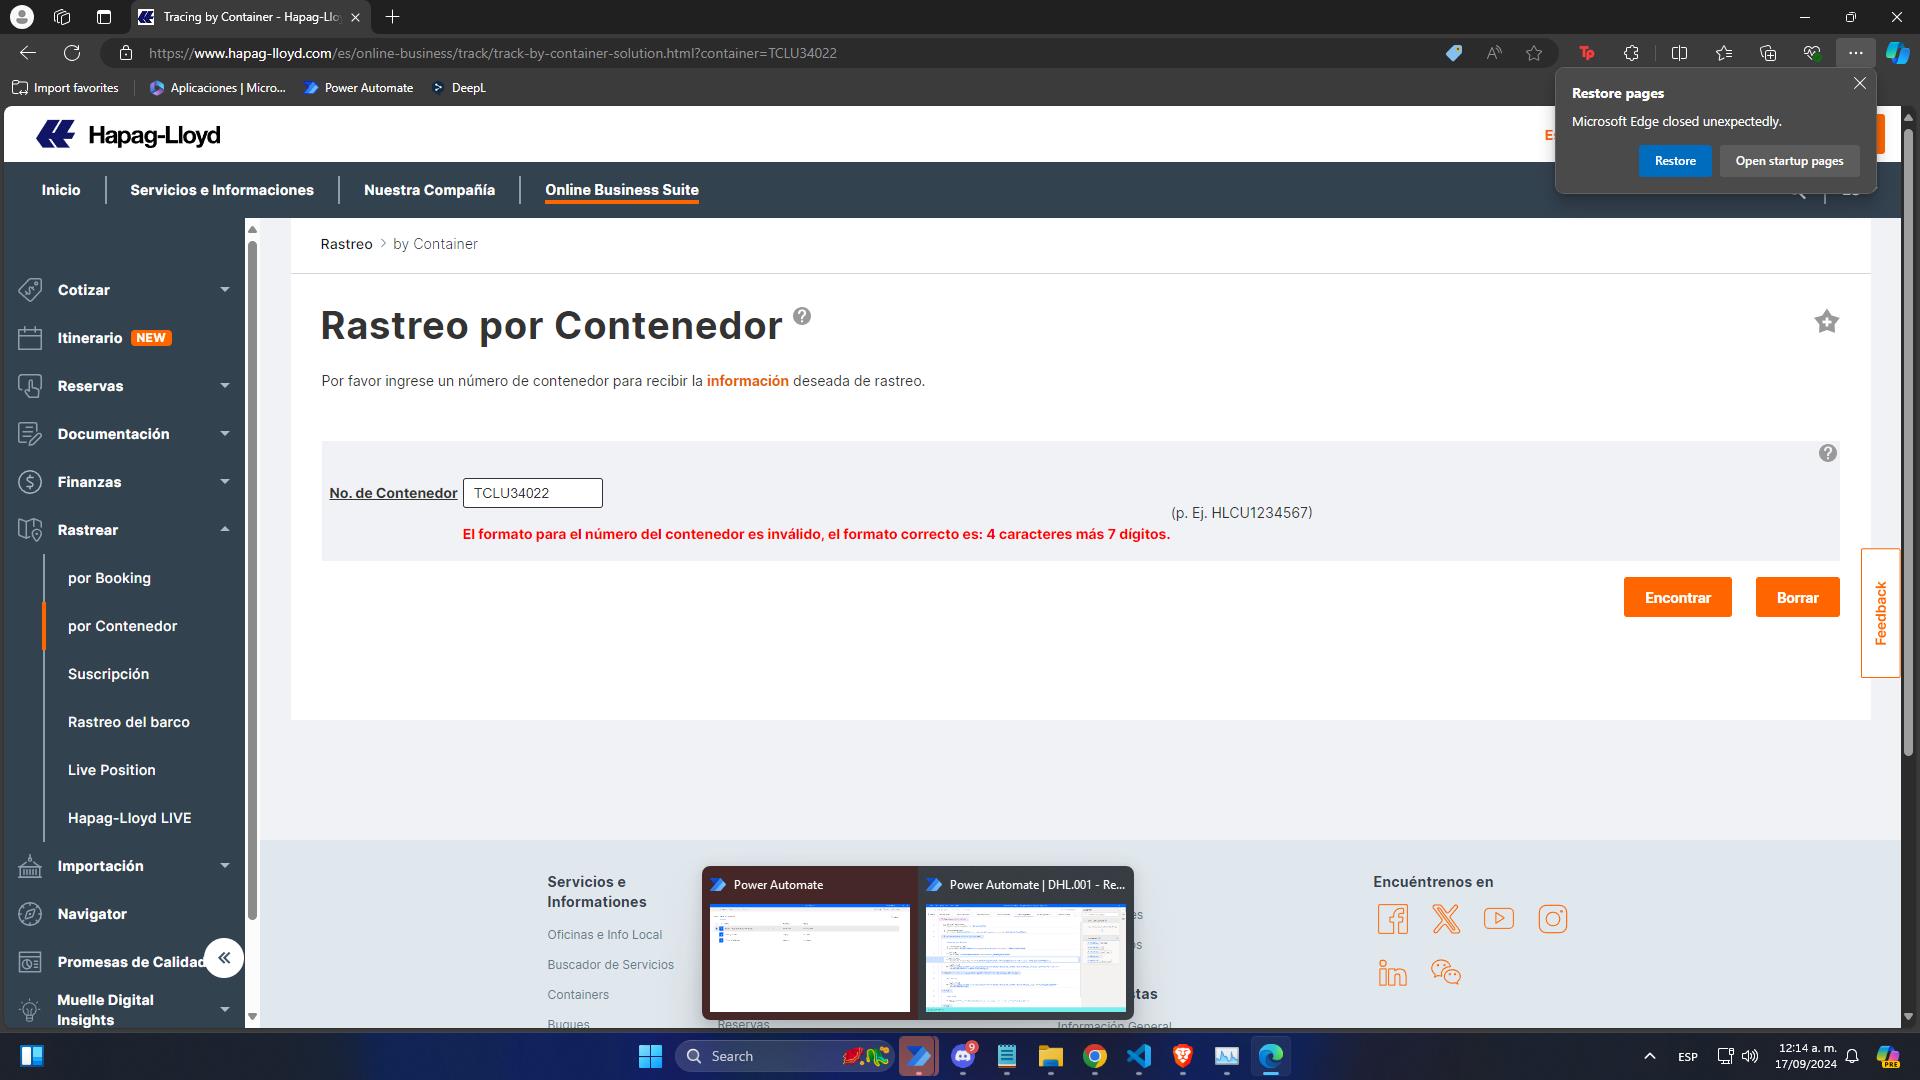 Tracing by Container - Hapag-Llo
https://www.hapag-lloyd.com/es/online-business/track/track-by-container-solution.html?container=TCLU34022
Import favorites
Aplicaciones | Micro...
Power Automate
DeepL
Restore pages
Microsoft Edge closed unexpectedly.
Restore
Open startup pages
Hapag-Lloyd
Inicio
Servicios e Informaciones
Nuestra Compañía
Online Business Suite
Rastreo > by Container
Cotizar
Itinerario NEW
Reservas
Documentación
Finanzas
Rastrear
por Booking
por Contenedor
Suscripción
Rastreo del barco
Live Position
Hapag-Lloyd LIVE
Importación
Navigator
Promesas de Calidad
Muelle Digital
Insights
Rastreo por Contenedor
Por favor ingrese un número de contenedor para recibir la información deseada de rastreo.
No. de Contenedor TCLU34022
(p. Ej. HLCU1234567)
El formato para el número del contenedor es inválido, el formato correcto es: 4 caracteres más 7 dígitos.
Encontrar
Borrar
Feedback
Servicios e
Informationes
Oficinas e Info Local
Buscador de Servicios
Containers
Buques
Reservas
Información General
Encuéntrenos en
Power Automate
Power Automate | DHL.001 - Re...
Search
9
ESP
12:14 a. m.
17/09/2024
PRE